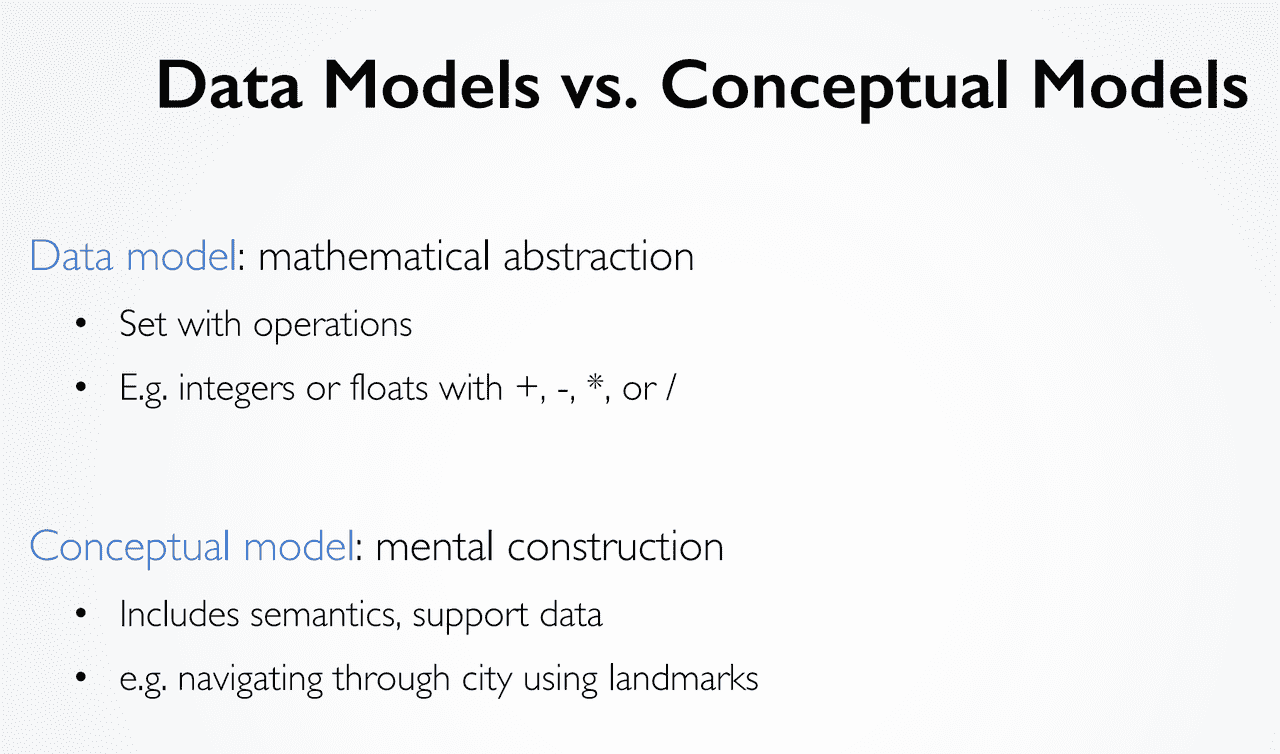 Data Models vs. Conceptual Models
Data model: mathematical abstraction
• Set with operations
• E.g. integers or floats with +, -, *, or /
Conceptual model: mental construction
• Includes semantics, support data
• e.g. navigating through city using landmarks